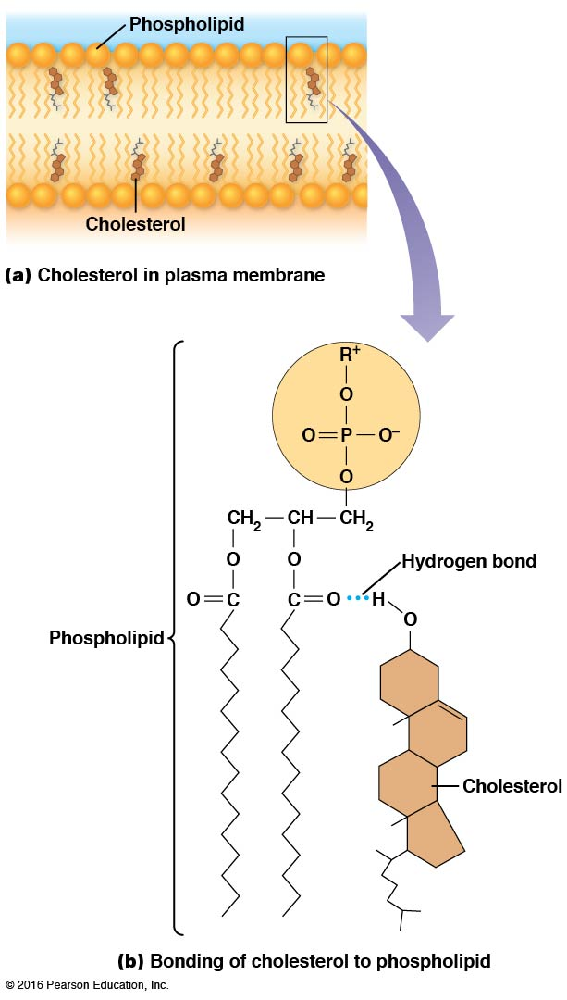 Phospholipid
Cholesterol
(a) Cholesterol in plasma membrane
R+
O
O=P—O−
O
CH2—CH—CH2
O O
Hydrogen bond
O=C C=O•••H
O
Phospholipid
Cholesterol
(b) Bonding of cholesterol to phospholipid
© 2016 Pearson Education, Inc.